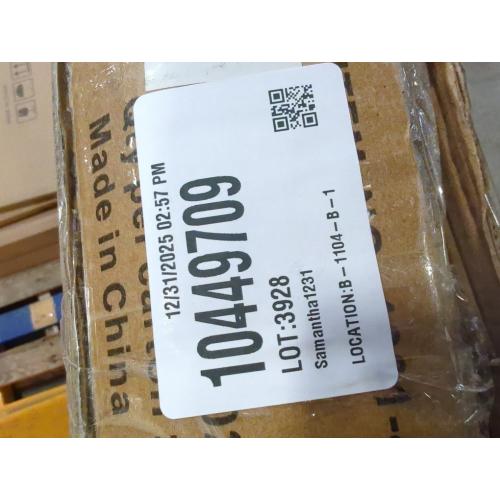 12/31/2025 02:57 PM
10449709
LOT:3928
Samantha1231
LOCATION:B-1104-B-1
Made in China